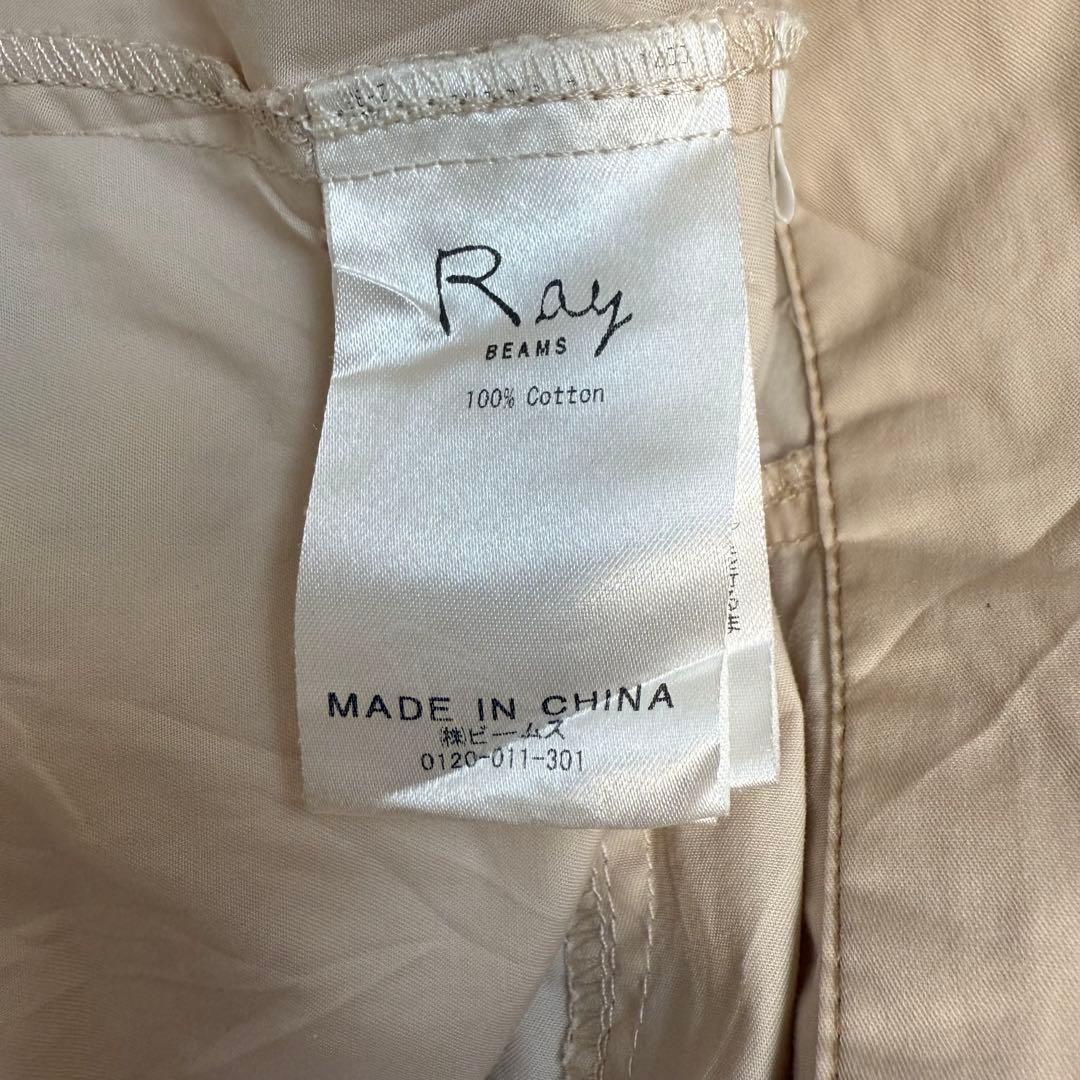 Ray
BEAMS
100% Cotton
MADE IN CHINA
㈱ビームス
0120-011-301